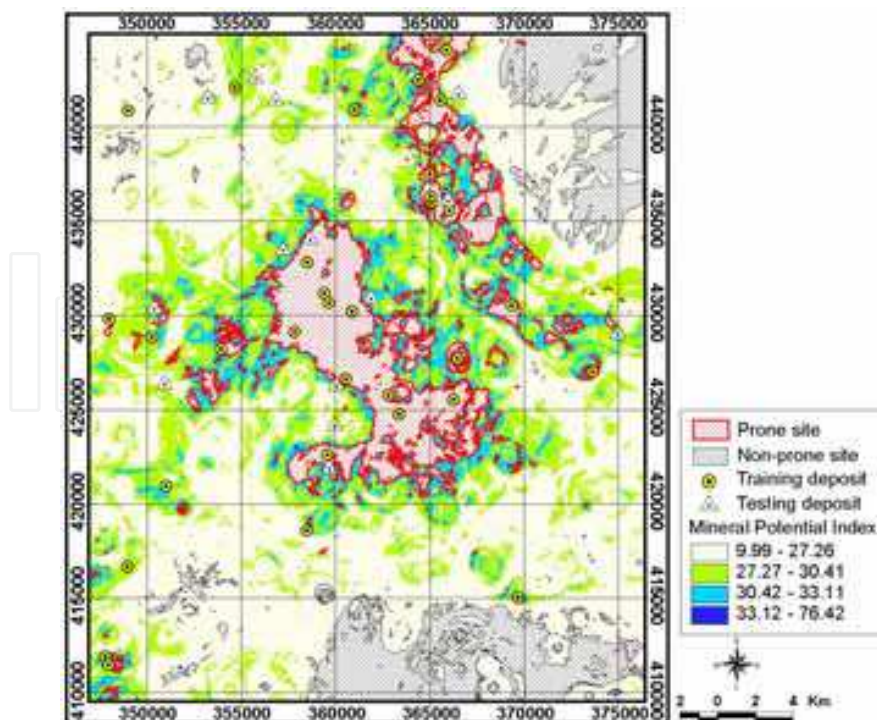 350000 355000 360000 365000 370000 375000
440000 440000
435000 435000
430000 430000
425000 425000
420000 420000
415000 415000
410000 410000
350000 355000 360000 365000 370000 375000
Prone site
Non-prone site
Training deposit
Testing deposit
Mineral Potential Index
9.99 - 27.26
27.27 - 30.41
30.42 - 33.11
33.12 - 76.42
2 0 2 4 Km